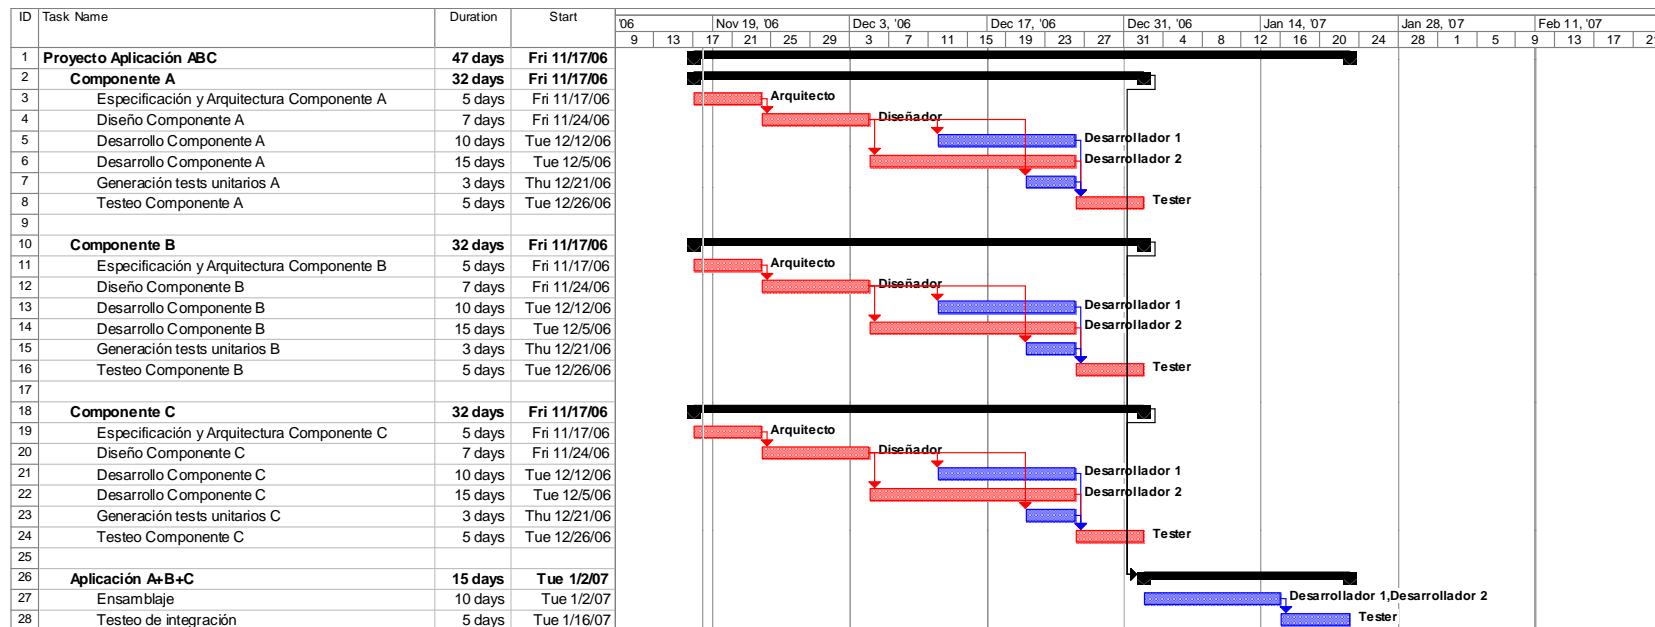 ID Task Name Duration Start '06 Nov 19, '06 Dec 3, '06 Dec 17, '06 Dec 31, '06 Jan 14, '07 Jan 28, '07 Feb 11, '07
9 13 17 21 25 29 3 7 11 15 19 23 27 31 4 8 12 16 20 24 28 1 5 9 13 17 21
1 Proyecto Aplicación ABC 47 days Fri 11/17/06
2 Componente A 32 days Fri 11/17/06
3 Especificación y Arquitectura Componente A 5 days Fri 11/17/06 Arquitecto
4 Diseño Componente A 7 days Fri 11/24/06 Diseñador
5 Desarrollo Componente A 10 days Tue 12/12/06 Desarrollador 1
6 Desarrollo Componente A 15 days Tue 12/5/06 Desarrollador 2
7 Generación tests unitarios A 3 days Thu 12/21/06
8 Testeo Componente A 5 days Tue 12/26/06 Tester
9
10 Componente B 32 days Fri 11/17/06
11 Especificación y Arquitectura Componente B 5 days Fri 11/17/06 Arquitecto
12 Diseño Componente B 7 days Fri 11/24/06 Diseñador
13 Desarrollo Componente B 10 days Tue 12/12/06 Desarrollador 1
14 Desarrollo Componente B 15 days Tue 12/5/06 Desarrollador 2
15 Generación tests unitarios B 3 days Thu 12/21/06
16 Testeo Componente B 5 days Tue 12/26/06 Tester
17
18 Componente C 32 days Fri 11/17/06
19 Especificación y Arquitectura Componente C 5 days Fri 11/17/06 Arquitecto
20 Diseño Componente C 7 days Fri 11/24/06 Diseñador
21 Desarrollo Componente C 10 days Tue 12/12/06 Desarrollador 1
22 Desarrollo Componente C 15 days Tue 12/5/06 Desarrollador 2
23 Generación tests unitarios C 3 days Thu 12/21/06
24 Testeo Componente C 5 days Tue 12/26/06 Tester
25
26 Aplicación A+B+C 15 days Tue 1/2/07
27 Ensamblaje 10 days Tue 1/2/07 Desarrollador 1,Desarrollador 2
28 Testeo de integración 5 days Tue 1/16/07 Tester